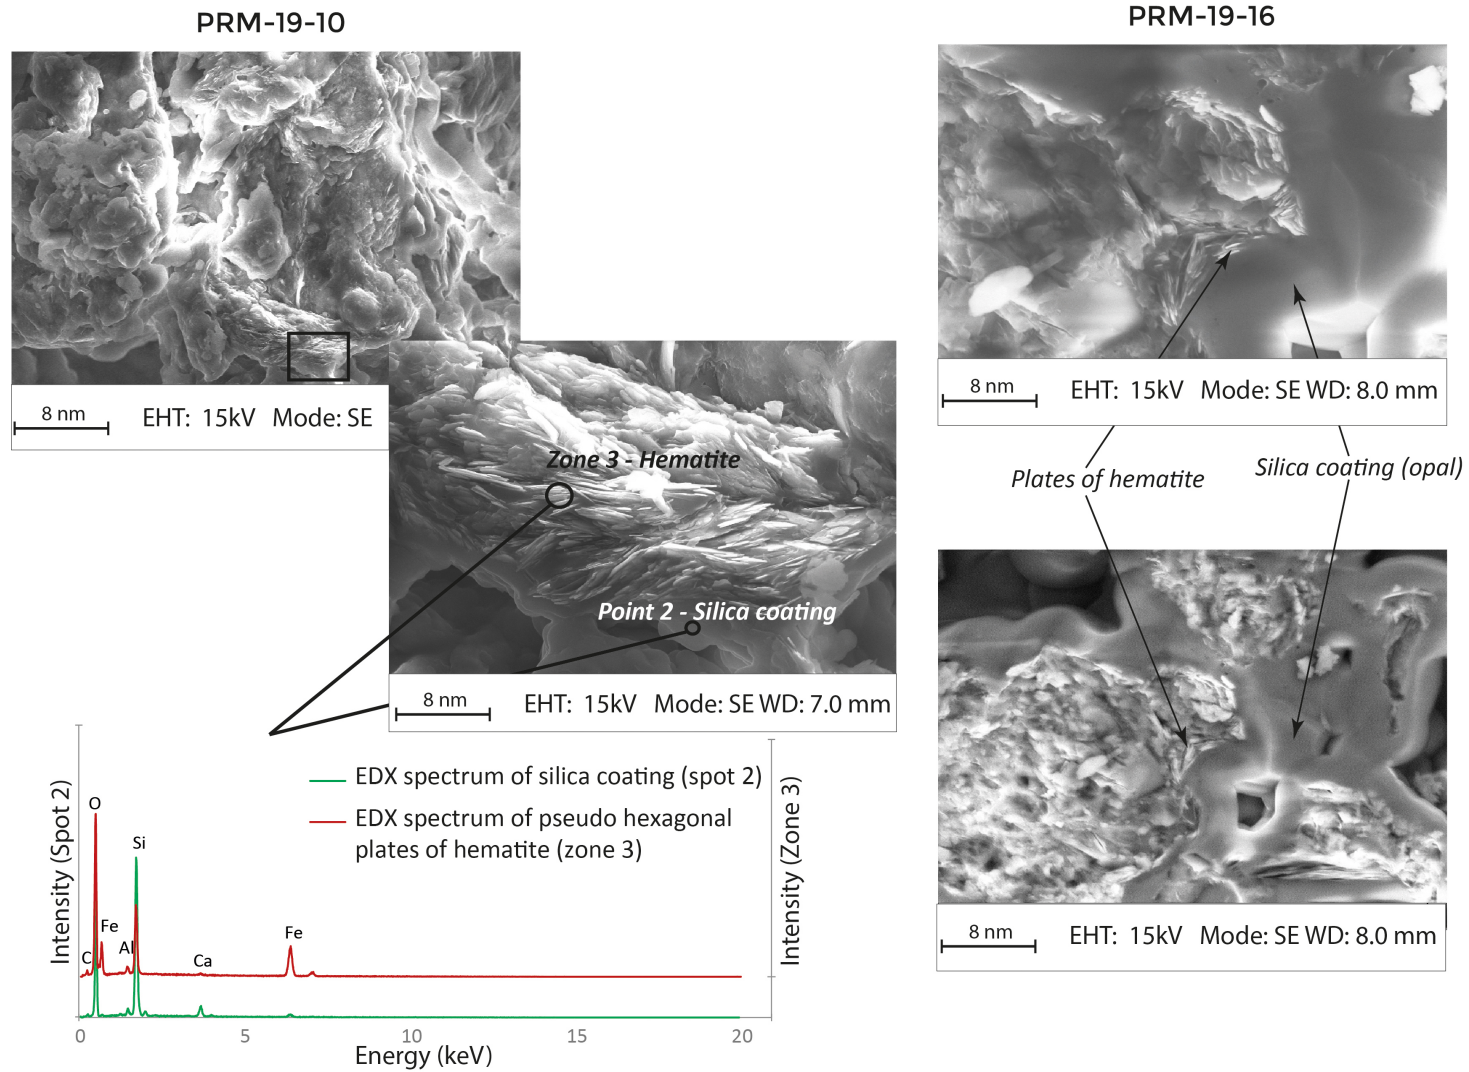 PRM-19-10
PRM-19-16
8 nm
EHT: 15kV Mode: SE
Zone 3 - Hematite
Point 2 - Silica coating
8 nm
EHT: 15kV Mode: SE WD: 7.0 mm
8 nm
EHT: 15kV Mode: SE WD: 8.0 mm
Plates of hematite
Silica coating (opal)
8 nm
EHT: 15kV Mode: SE WD: 8.0 mm
EDX spectrum of silica coating (spot 2)
EDX spectrum of pseudo hexagonal
plates of hematite (zone 3)
Intensity (Spot 2)
Intensity (Zone 3)
O
Si
Fe
C
Al
Ca
Fe
0 5 10 15 20
Energy (keV)